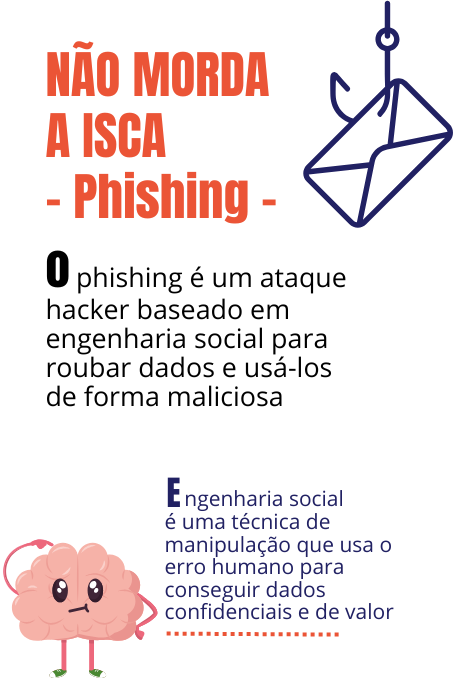 NÃO MORDA
A ISCA
- Phishing -
O phishing é um ataque
hacker baseado em
engenharia social para
roubar dados e usá-los
de forma maliciosa
Engenharia social
é uma técnica de
manipulação que usa o
erro humano para
conseguir dados
confidenciais e de valor